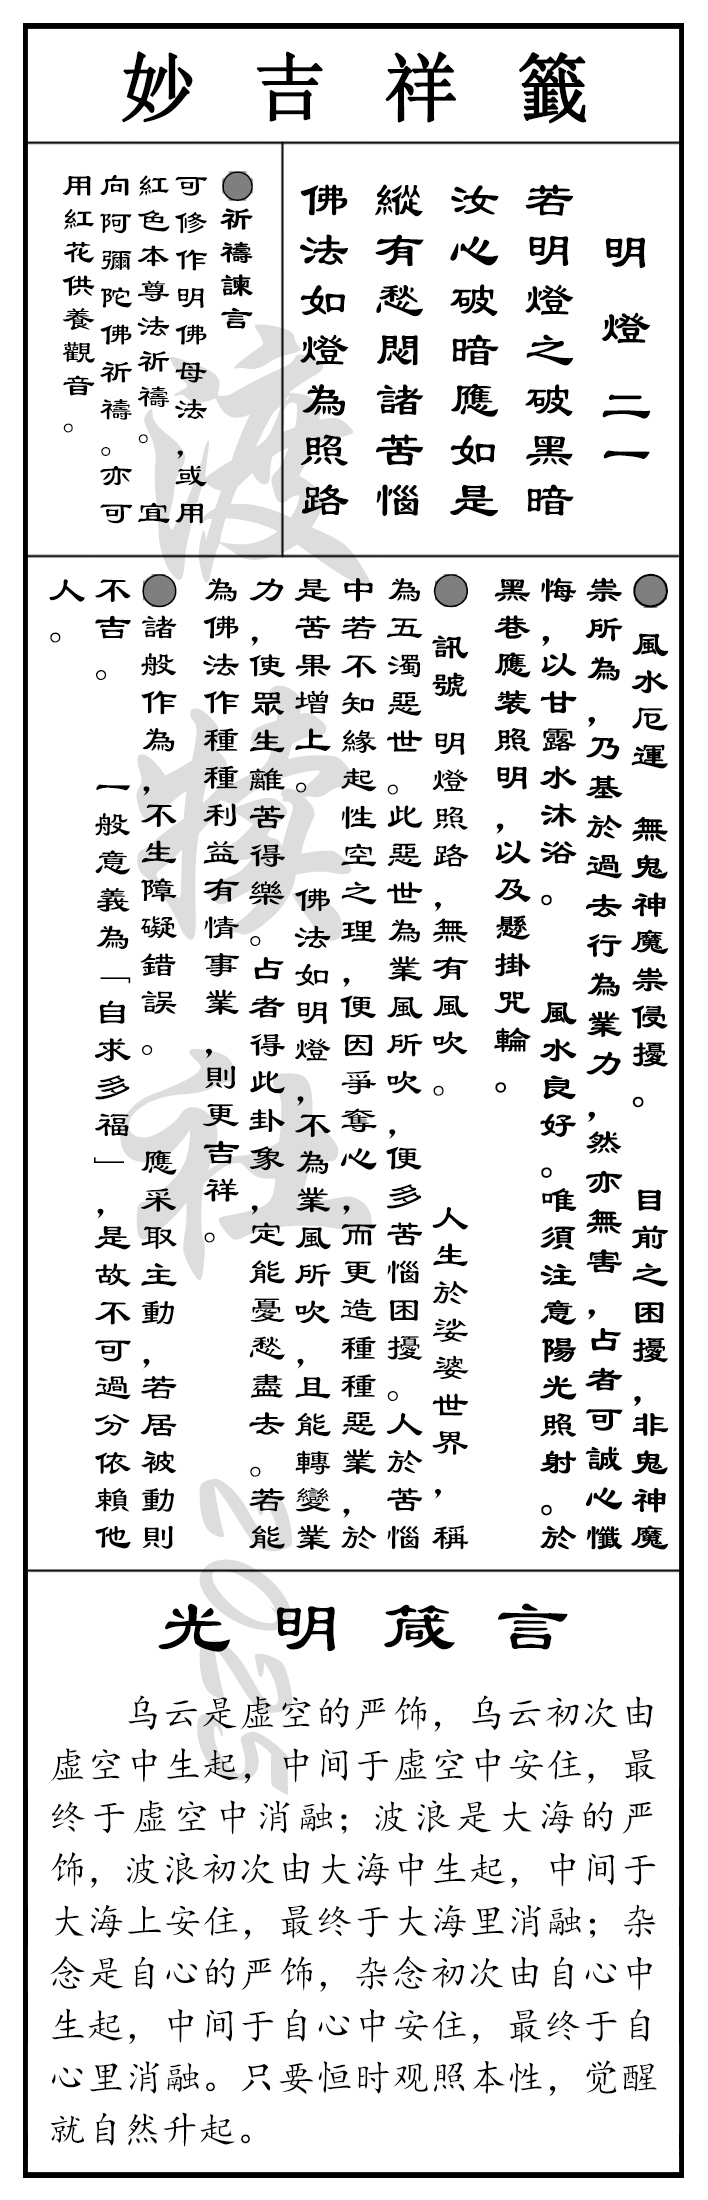 妙吉祥籤
明燈 二一
若明燈之破黑暗
汝心破暗應如是
縱有愁悶諸苦惱
佛法如燈為照路
●祈禱諫言
可修作明佛母法，或用
紅色本尊法祈禱。 宜
向阿彌陀佛祈禱。亦可
用紅花供養觀音。
● 風水厄運 無鬼神魔祟侵擾。 目前之困擾，非鬼神魔
祟所為，乃基於過去行為業力，然亦無害，占者可誠心懺
悔，以甘露水沐浴。 風水良好。唯須注意陽光照射。於
黑巷應裝照明，以及懸掛咒輪。
● 訊號 明燈照路，無有風吹。 人生於娑婆世界，稱
為五濁惡世。此惡世為業風所吹，便多苦惱困擾。人於苦惱
中若不知緣起性空之理，便因爭奪心，而更造種種惡業，於
是苦果增上。 佛法如明燈，不為業風所吹，且能轉變業
力，使眾生離苦得樂。占者得此卦象，定能憂愁盡去。若能
為佛法作種種利益有情事業，則更吉祥。
●諸般作為，不生障礙錯誤。 應采取主動，若居被動則
不吉。 一般意義為「自求多福」，是故不可過分依賴他
人。
光明箴言
乌云是虚空的严饰，乌云初次由
虚空中生起，中间于虚空中安住，最
终于虚空中消融；波浪是大海的严
饰，波浪初次由大海中生起，中间于
大海上安住，最终于大海里消融；杂
念是自心的严饰，杂念初次由自心中
生起，中间于自心中安住，最终于自
心里消融。只要恒时观照本性，觉醒
就自然升起。
渡犊社2025